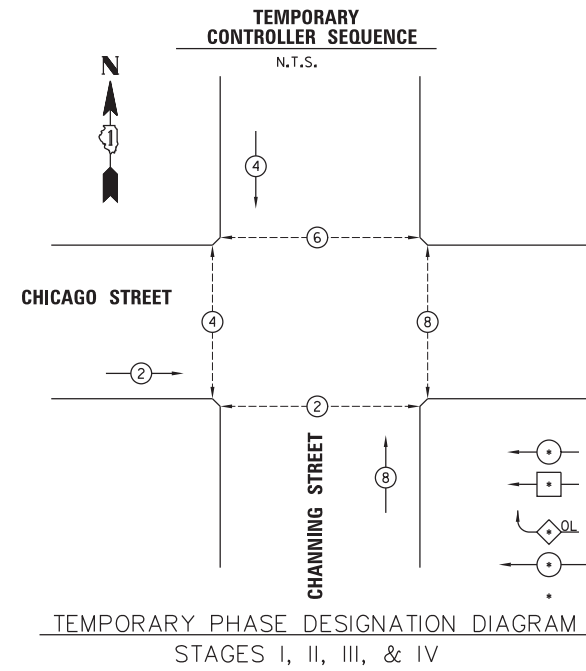 TEMPORARY
CONTROLLER SEQUENCE
N.T.S.
N
1
4
6
CHICAGO STREET
4
8
2
2
CHANNING STREET
8
*
*
* OL
*
*
TEMPORARY PHASE DESIGNATION DIAGRAM
STAGES I, II, III, & IV